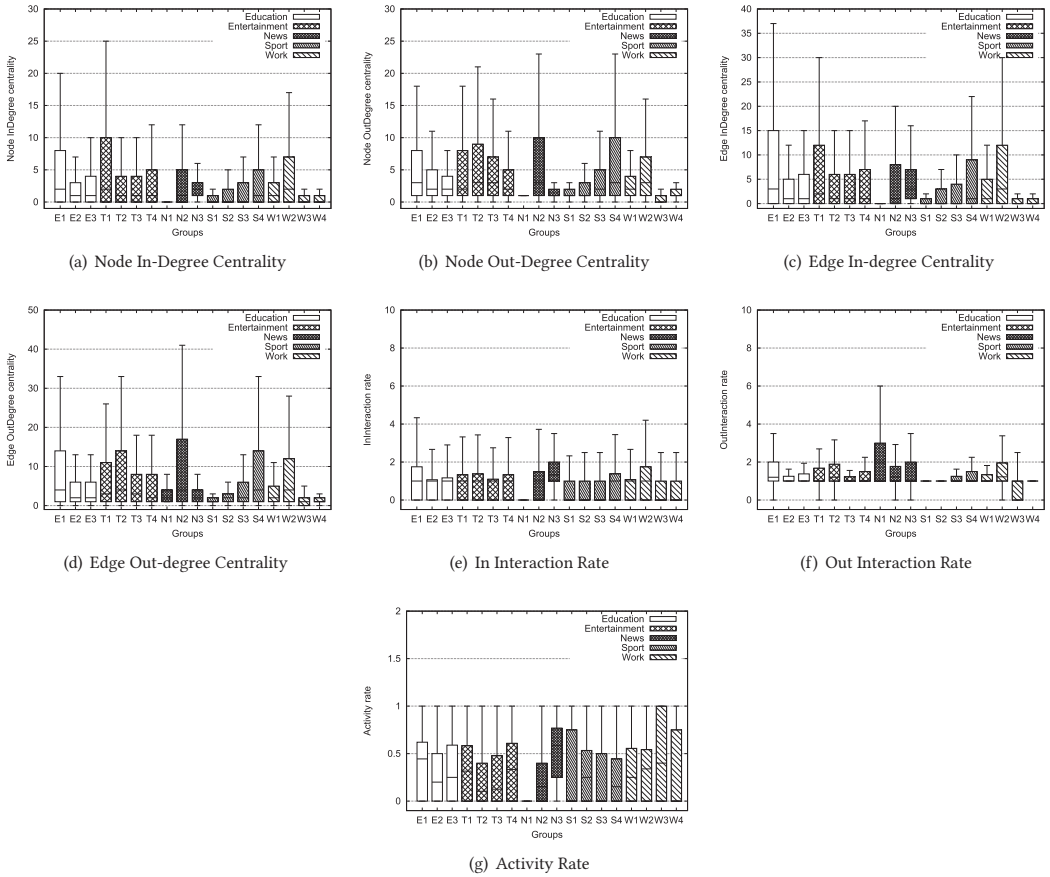 30
25
20
15
10
5
0
Node InDegree centrality
Education
Entertainment
News
Sport
Work
E1 E2 E3 T1 T2 T3 T4 N1 N2 N3 S1 S2 S3 S4 W1 W2 W3 W4
Groups
(a) Node In-Degree Centrality
30
25
20
15
10
5
0
Node OutDegree centrality
Education
Entertainment
News
Sport
Work
E1 E2 E3 T1 T2 T3 T4 N1 N2 N3 S1 S2 S3 S4 W1 W2 W3 W4
Groups
(b) Node Out-Degree Centrality
40
35
30
25
20
15
10
5
0
Edge InDegree centrality
Education
Entertainment
News
Sport
Work
E1 E2 E3 T1 T2 T3 T4 N1 N2 N3 S1 S2 S3 S4 W1 W2 W3 W4
Groups
(c) Edge In-degree Centrality
50
40
30
20
10
0
Edge OutDegree centrality
Education
Entertainment
News
Sport
Work
E1 E2 E3 T1 T2 T3 T4 N1 N2 N3 S1 S2 S3 S4 W1 W2 W3 W4
Groups
(d) Edge Out-degree Centrality
10
8
6
4
2
0
InInteraction rate
Education
Entertainment
News
Sport
Work
E1 E2 E3 T1 T2 T3 T4 N1 N2 N3 S1 S2 S3 S4 W1 W2 W3 W4
Groups
(e) In Interaction Rate
10
8
6
4
2
0
OutInteraction rate
Education
Entertainment
News
Sport
Work
E1 E2 E3 T1 T2 T3 T4 N1 N2 N3 S1 S2 S3 S4 W1 W2 W3 W4
Groups
(f) Out Interaction Rate
2
1.5
1
0.5
0
Activity rate
Education
Entertainment
News
Sport
Work
E1 E2 E3 T1 T2 T3 T4 N1 N2 N3 S1 S2 S3 S4 W1 W2 W3 W4
Groups
(g) Activity Rate